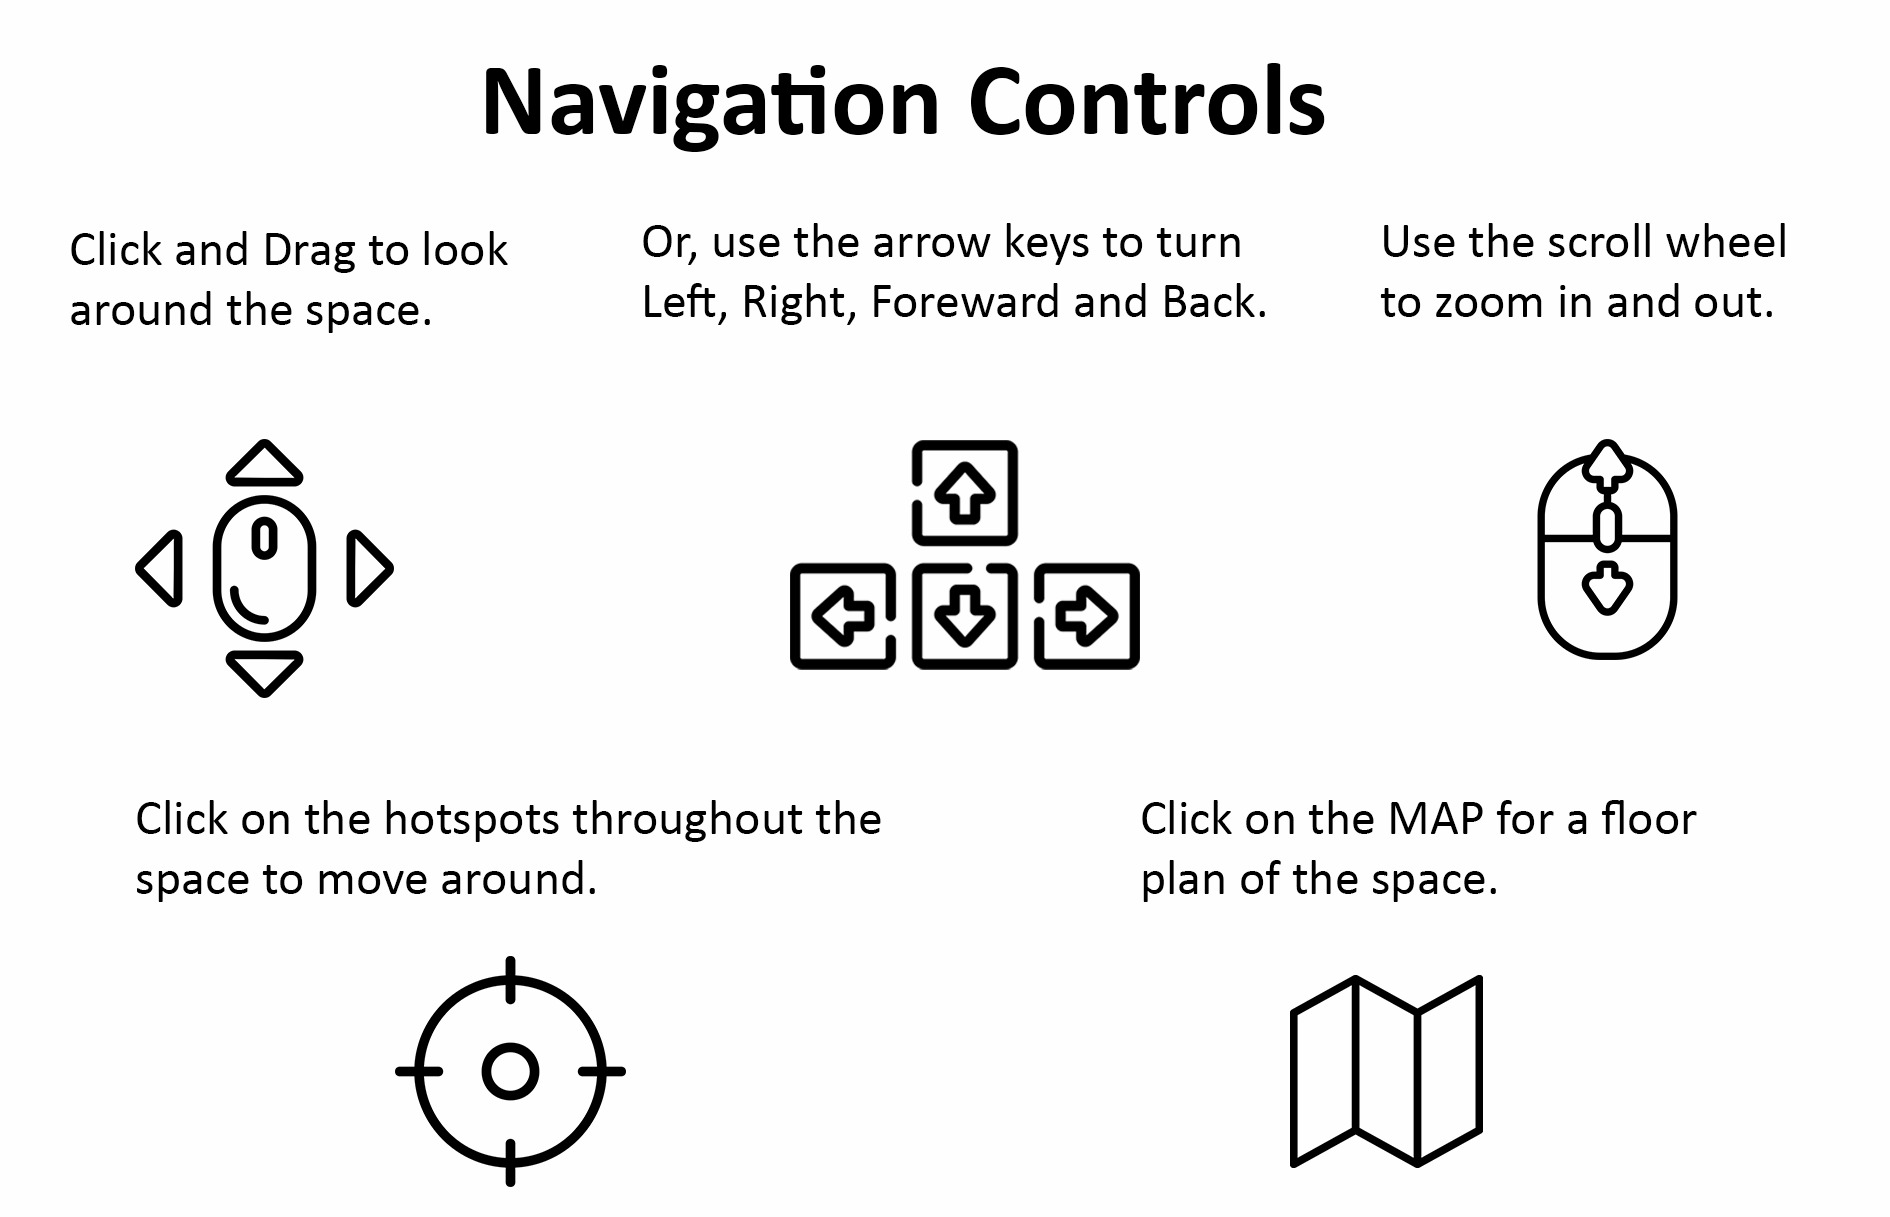 Navigation Controls
Click and Drag to look
around the space.
Or, use the arrow keys to turn
Left, Right, Foreward and Back.
Use the scroll wheel
to zoom in and out.
Click on the hotspots throughout the
space to move around.
Click on the MAP for a floor
plan of the space.